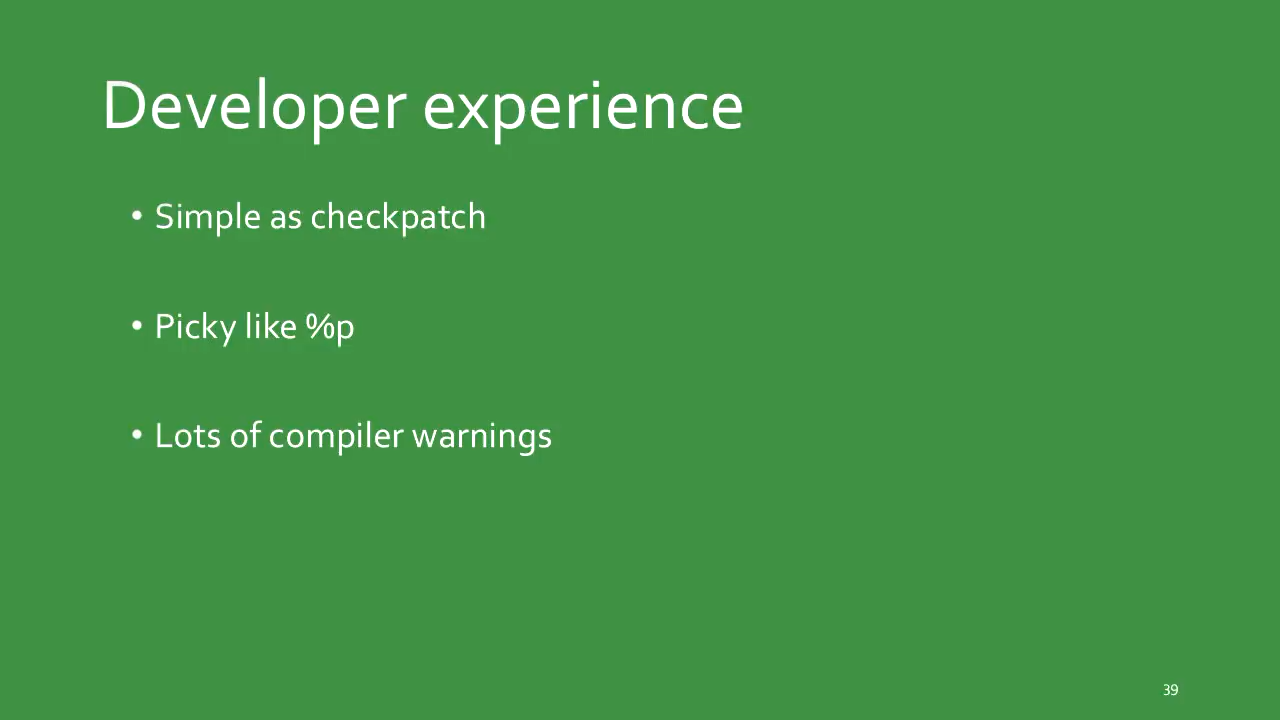 Developer experience
• Simple as checkpatch
• Picky like %p
• Lots of compiler warnings
39